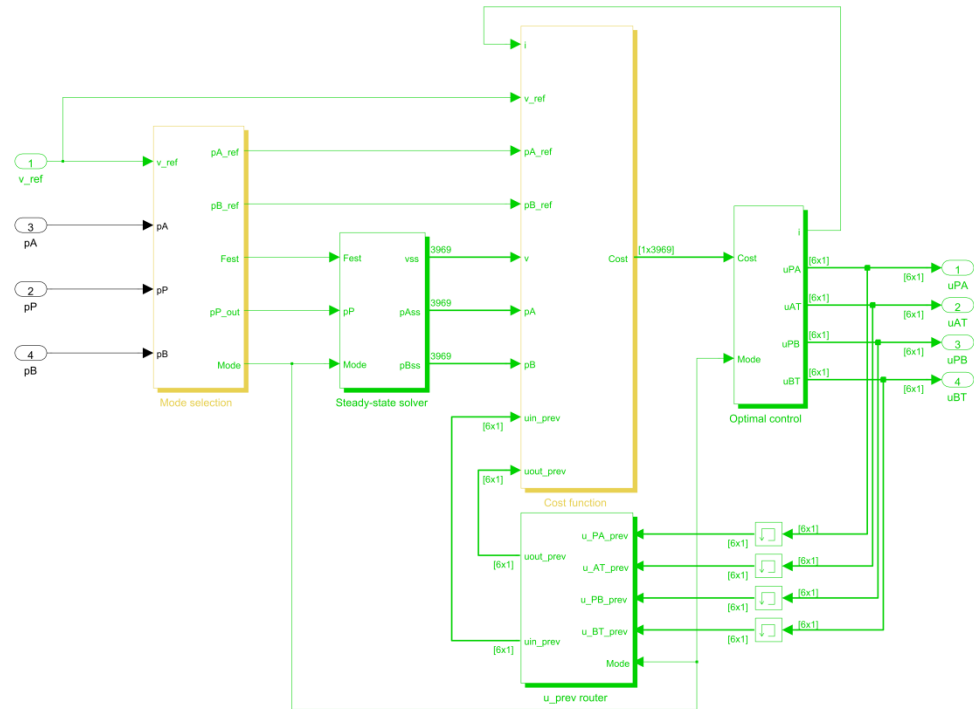 i
v_ref
pA_ref
pB_ref
v
pA
pB
uin_prev
[6x1]
uout_prev
[6x1]
Cost
[1x3969]
Cost function
1
v_ref
3
pA
2
pP
4
pB
v_ref
pA
pP
pB
pA_ref
pB_ref
Fest
pP_out
Mode
Mode selection
Fest
pP
Mode
vss
3969
pAss
3969
pBss
3969
Steady-state solver
Cost
Mode
i
uPA
[6x1]
uAT
[6x1]
uPB
[6x1]
uBT
[6x1]
Optimal control
[6x1]
1
uPA
[6x1]
2
uAT
[6x1]
3
uPB
[6x1]
4
uBT
uout_prev
[6x1]
uin_prev
[6x1]
u_PA_prev
[6x1]
[6x1]
u_AT_prev
[6x1]
[6x1]
u_PB_prev
[6x1]
[6x1]
u_BT_prev
[6x1]
[6x1]
Mode
u_prev router